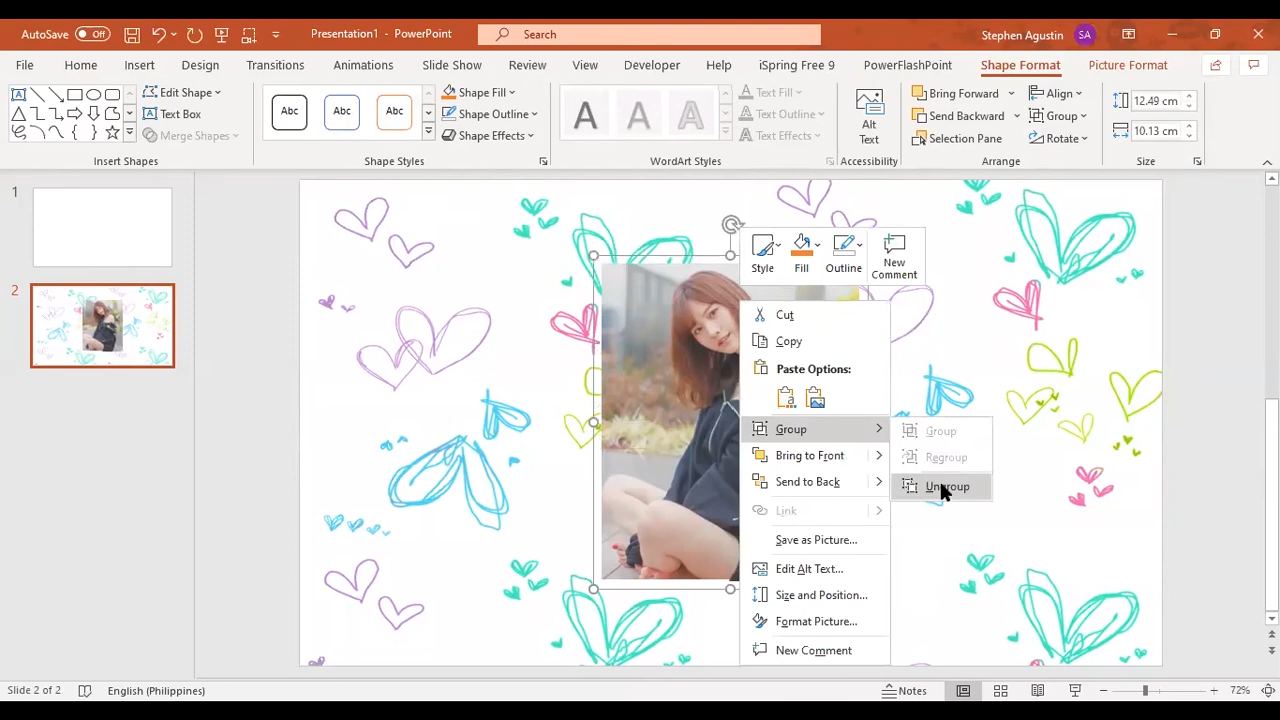 AutoSave Off Presentation1 - PowerPoint Search Stephen Agustin SA
File Home Insert Design Transitions Animations Slide Show Review View Developer Help iSpring Free 9 PowerFlashPoint Shape Format Picture Format
Edit Shape
Text Box
Merge Shapes
Insert Shapes
Abc Abc Abc
Shape Fill
Shape Outline
Shape Effects
Shape Styles
A A A
Text Fill
Text Outline
Text Effects
WordArt Styles
Alt
Text
Accessibility
Bring Forward
Send Backward
Selection Pane
Align
Group
Rotate
Arrange
12.49 cm
10.13 cm
Size
1
2
Style Fill Outline New
Comment
Cut
Copy
Paste Options:
a
Group
Bring to Front
Send to Back
Link
Save as Picture...
Edit Alt Text...
Size and Position...
Format Picture...
New Comment
Group
Regroup
Ungroup
Slide 2 of 2 English (Philippines) Notes 72%